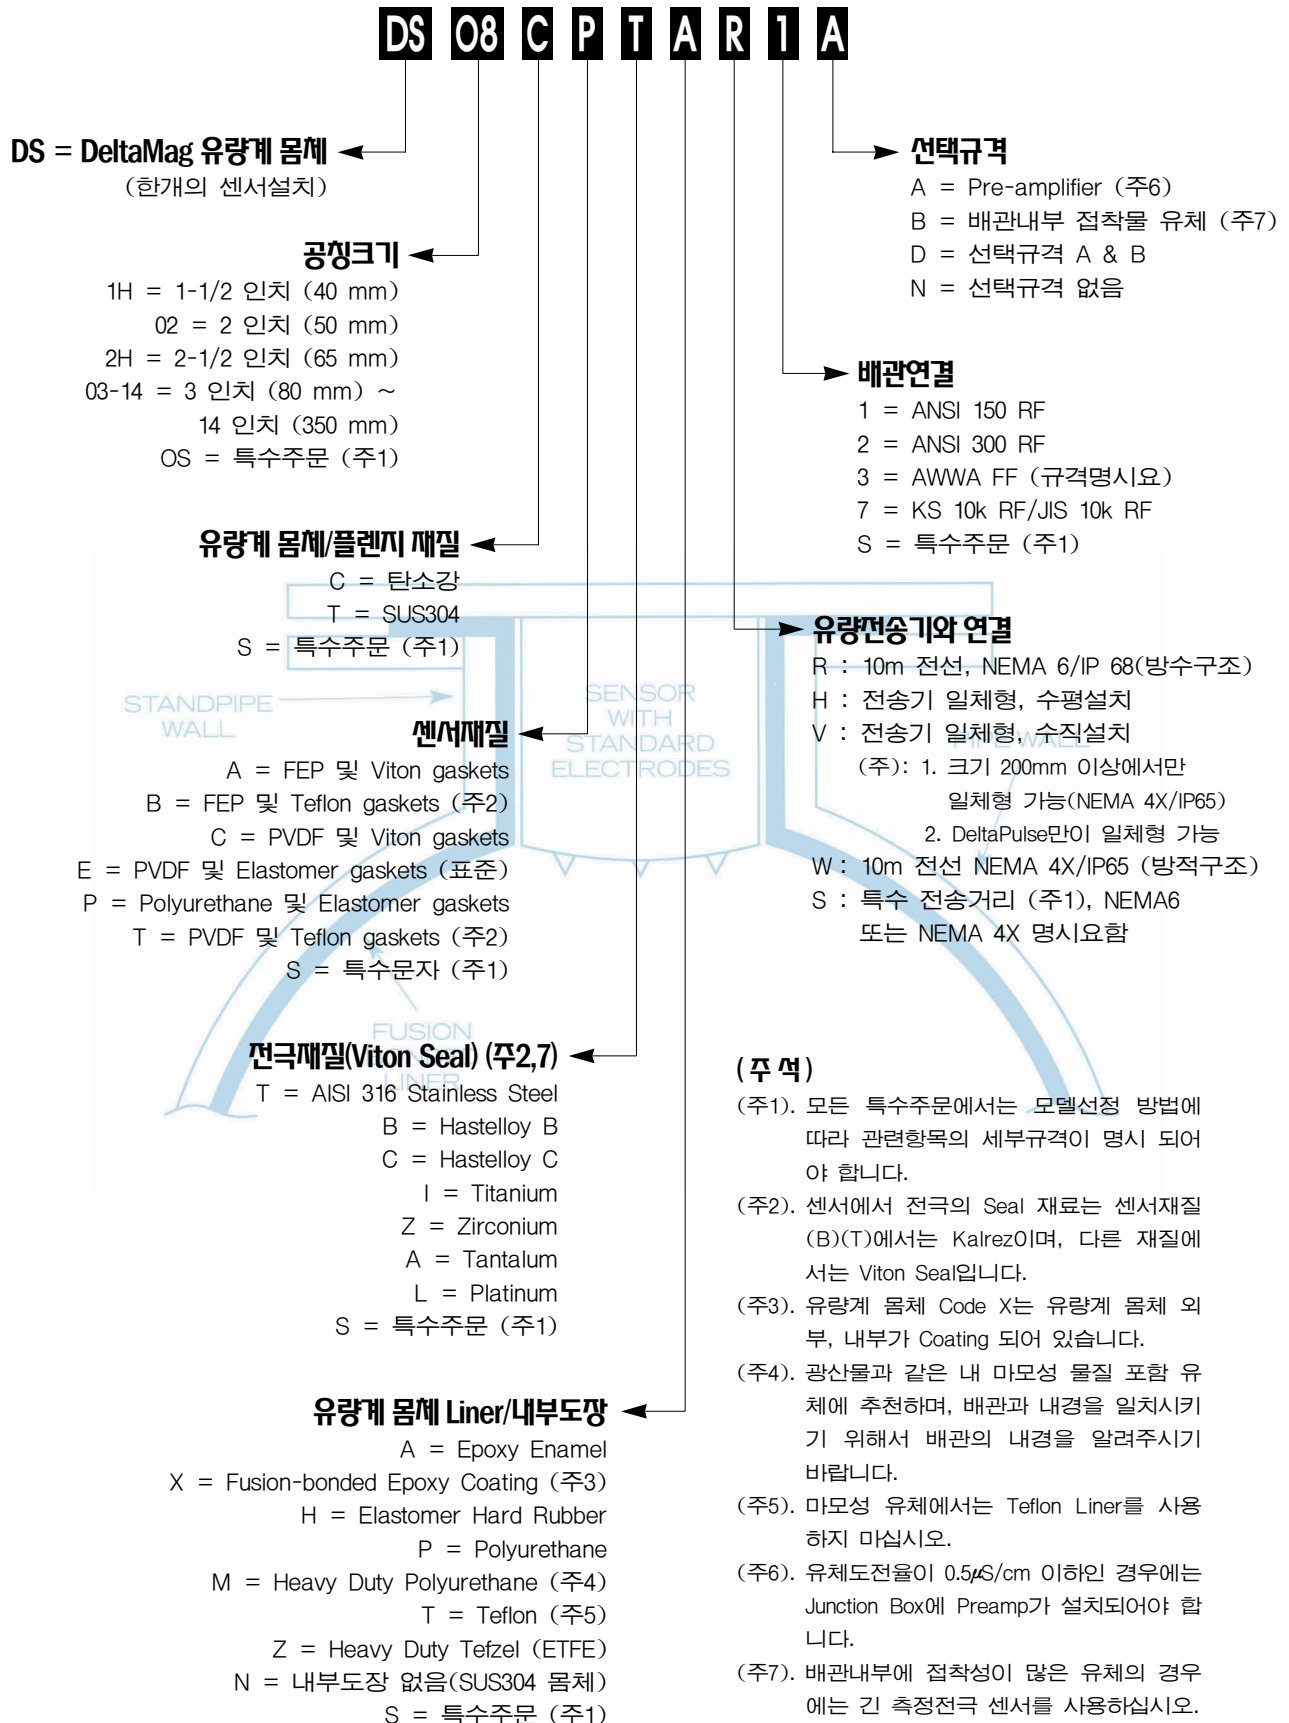 DS 08 C P T A R 1 A
DS = DeltaMag 유량계 몸체
(한개의 센서설치)
공칭크기
1H = 1-1/2 인치 (40 mm)
02 = 2 인치 (50 mm)
2H = 2-1/2 인치 (65 mm)
03-14 = 3 인치 (80 mm) ~
14 인치 (350 mm)
OS = 특수주문 (주1)
유량계 몸체/플렌지 재질
C = 탄소강
T = SUS304
S = 특수주문 (주1)
센서재질
A = FEP 및 Viton gaskets
B = FEP 및 Teflon gaskets (주2)
C = PVDF 및 Viton gaskets
E = PVDF 및 Elastomer gaskets (표준)
P = Polyurethane 및 Elastomer gaskets
T = PVDF 및 Teflon gaskets (주2)
S = 특수문자 (주1)
전극재질(Viton Seal) (주2,7)
T = AISI 316 Stainless Steel
B = Hastelloy B
C = Hastelloy C
I = Titanium
Z = Zirconium
A = Tantalum
L = Platinum
S = 특수주문 (주1)
유량계 몸체 Liner/내부도장
A = Epoxy Enamel
X = Fusion-bonded Epoxy Coating (주3)
H = Elastomer Hard Rubber
P = Polyurethane
M = Heavy Duty Polyurethane (주4)
T = Teflon (주5)
Z = Heavy Duty Tefzel (ETFE)
N = 내부도장 없음(SUS304 몸체)
S = 특수주문 (주1)
선택규격
A = Pre-amplifier (주6)
B = 배관내부 접착물 유체 (주7)
D = 선택규격 A & B
N = 선택규격 없음
배관연결
1 = ANSI 150 RF
2 = ANSI 300 RF
3 = AWWA FF (규격명시요)
7 = KS 10k RF/JIS 10k RF
S = 특수주문 (주1)
유량전송기와 연결
R : 10m 전선, NEMA 6/IP 68(방수구조)
H : 전송기 일체형, 수평설치
V : 전송기 일체형, 수직설치
(주): 1. 크기 200mm 이상에서만
일체형 가능(NEMA 4X/IP65)
2. DeltaPulse만이 일체형 가능
W : 10m 전선 NEMA 4X/IP65 (방적구조)
S : 특수 전송거리 (주1), NEMA6
또는 NEMA 4X 명시요함
STANDPIPE
WALL
SENSOR
WITH
STANDARD
ELECTRODES
PIPE WALL
FUSION
LINER
(주 석)
(주1). 모든 특수주문에서는 모델선정 방법에
따라 관련항목의 세부규격이 명시 되어
야 합니다.
(주2). 센서에서 전극의 Seal 재료는 센서재질
(B)(T)에서는 Kalrez이며, 다른 재질에
서는 Viton Seal입니다.
(주3). 유량계 몸체 Code X는 유량계 몸체 외
부, 내부가 Coating 되어 있습니다.
(주4). 광산물과 같은 내 마모성 물질 포함 유
체에 추천하며, 배관과 내경을 일치시키
기 위해서 배관의 내경을 알려주시기
바랍니다.
(주5). 마모성 유체에서는 Teflon Liner를 사용
하지 마십시오.
(주6). 유체도전율이 0.5μS/cm 이하인 경우에는
Junction Box에 Preamp가 설치되어야 합
니다.
(주7). 배관내부에 접착성이 많은 유체의 경우
에는 긴 측정전극 센서를 사용하십시오.